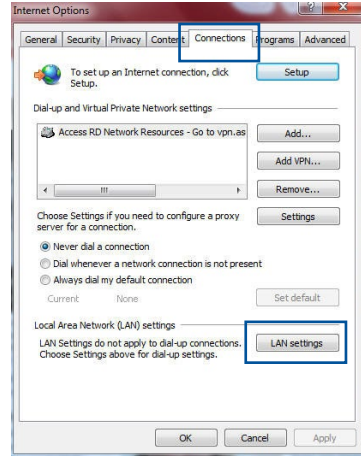 Internet Options
General Security Privacy Content Connections Programs Advanced
To set up an Internet connection, click Setup.
Setup
Dial-up and Virtual Private Network settings
Access RD Network Resources - Go to vpn.as
Add...
Add VPN...
Remove...
Choose Settings if you need to configure a proxy
server for a connection.
Settings
Never dial a connection
Dial whenever a network connection is not present
Always dial my default connection
Current None
Set default
Local Area Network (LAN) settings
LAN Settings do not apply to dial-up connections.
Choose Settings above for dial-up settings.
LAN settings
OK Cancel Apply